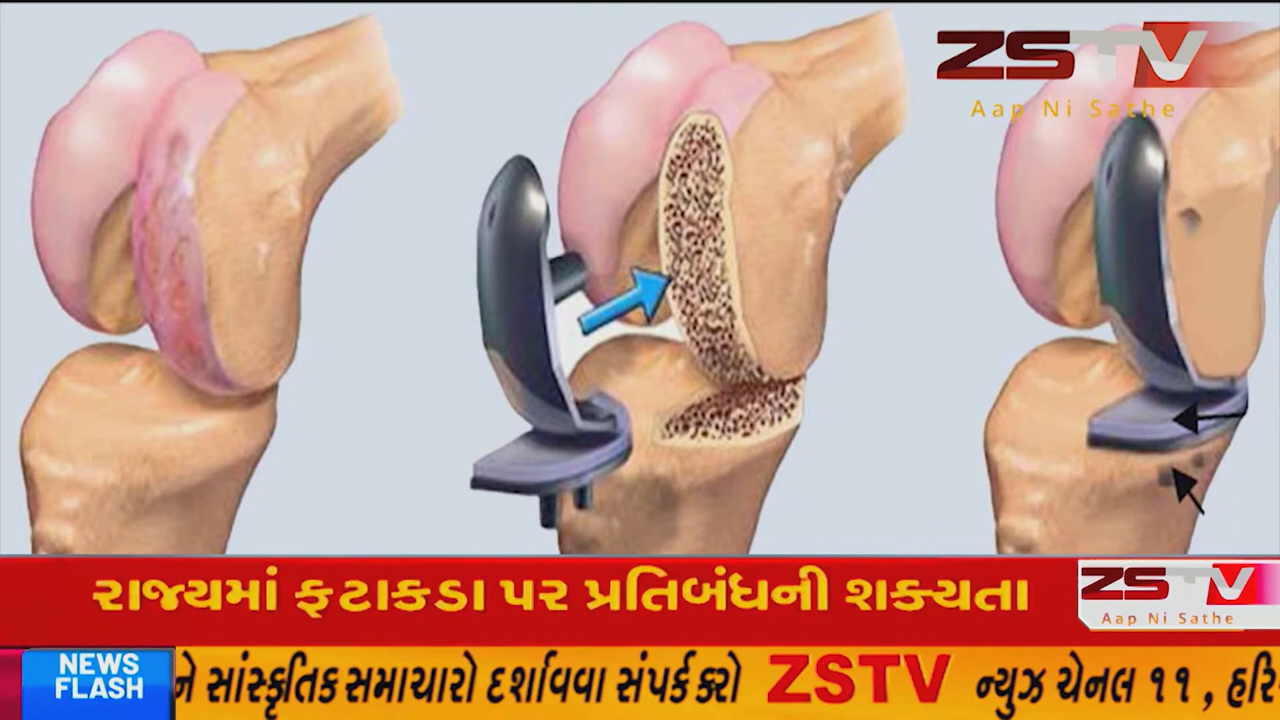 ZSTV
Aap Ni Sathe
રાજ્યમાં ફટાકડા પર પ્રતિબંધની શક્યતા
ZSTV
Aap Ni Sathe
NEWS
FLASH
ને સાંસ્કૃતિક સમાચારો દર્શાવવા સંપર્ક કરો ZSTV ન્યુઝ ચેનલ ૧૧ , હરિ